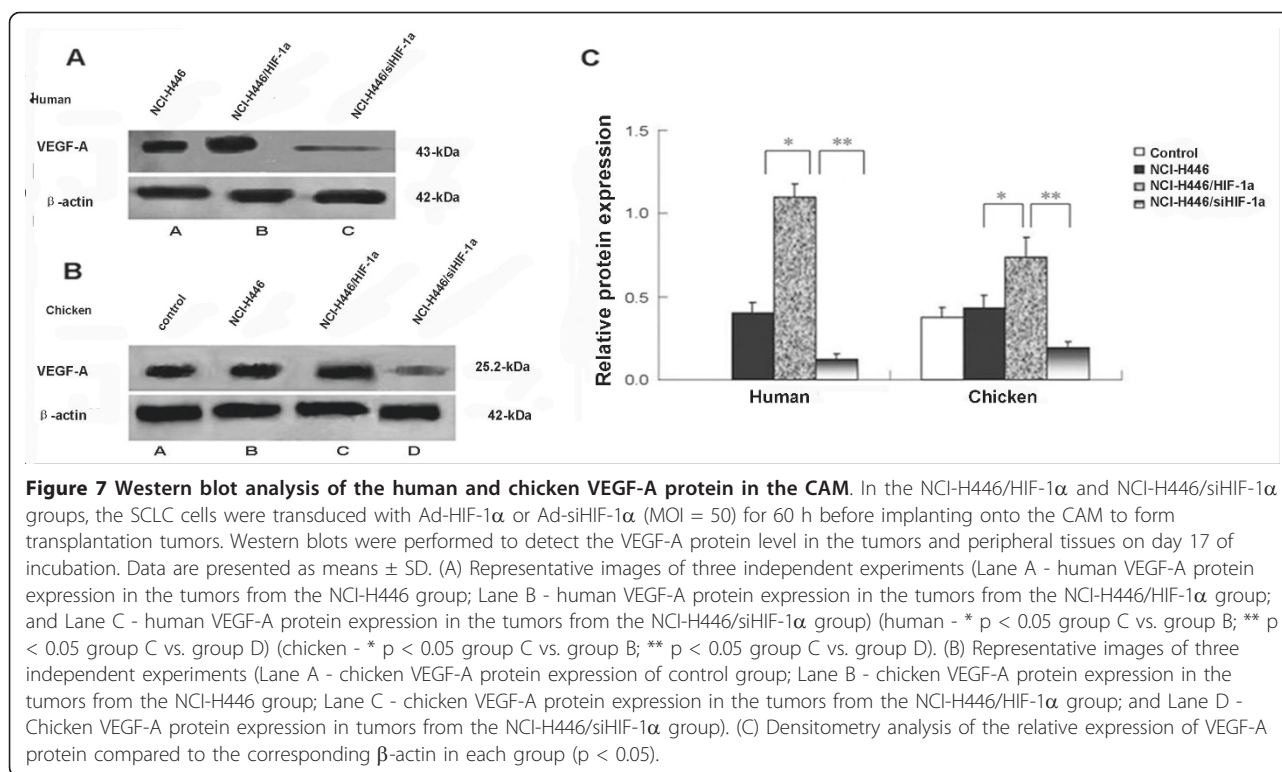 A
NCI-H446
NCI-H446/HIF-1a
NCI-H446/siHIF-1a
Human
VEGF-A
43-kDa
β-actin
42-kDa
A B C
B
Chicken
control
NCI-H446
NCI-H446/HIF-1a
NCI-H446/siHIF-1a
VEGF-A
25.2-kDa
β-actin
42-kDa
A B C D
C
Relative protein expression
1.5
1.0
0.5
0.0
* **
* **
Human Chicken
Control
NCI-H446
NCI-H446/HIF-1a
NCI-H446/siHIF-1a
Figure 7 Western blot analysis of the human and chicken VEGF-A protein in the CAM. In the NCI-H446/HIF-1α and NCI-H446/siHIF-1α
groups, the SCLC cells were transduced with Ad-HIF-1α or Ad-siHIF-1α (MOI = 50) for 60 h before implanting onto the CAM to form
transplantation tumors. Western blots were performed to detect the VEGF-A protein level in the tumors and peripheral tissues on day 17 of
incubation. Data are presented as means ± SD. (A) Representative images of three independent experiments (Lane A - human VEGF-A protein
expression in the tumors from the NCI-H446 group; Lane B - human VEGF-A protein expression in the tumors from the NCI-H446/HIF-1α group;
and Lane C - human VEGF-A protein expression in the tumors from the NCI-H446/siHIF-1α group) (human - * p < 0.05 group C vs. group B; ** p
< 0.05 group C vs. group D) (chicken - * p < 0.05 group C vs. group B; ** p < 0.05 group C vs. group D). (B) Representative images of three
independent experiments (Lane A - chicken VEGF-A protein expression of control group; Lane B - chicken VEGF-A protein expression in the
tumors from the NCI-H446 group; Lane C - chicken VEGF-A protein expression in the tumors from the NCI-H446/HIF-1α group; and Lane D -
Chicken VEGF-A protein expression in tumors from the NCI-H446/siHIF-1α group). (C) Densitometry analysis of the relative expression of VEGF-A
protein compared to the corresponding β-actin in each group (p < 0.05).